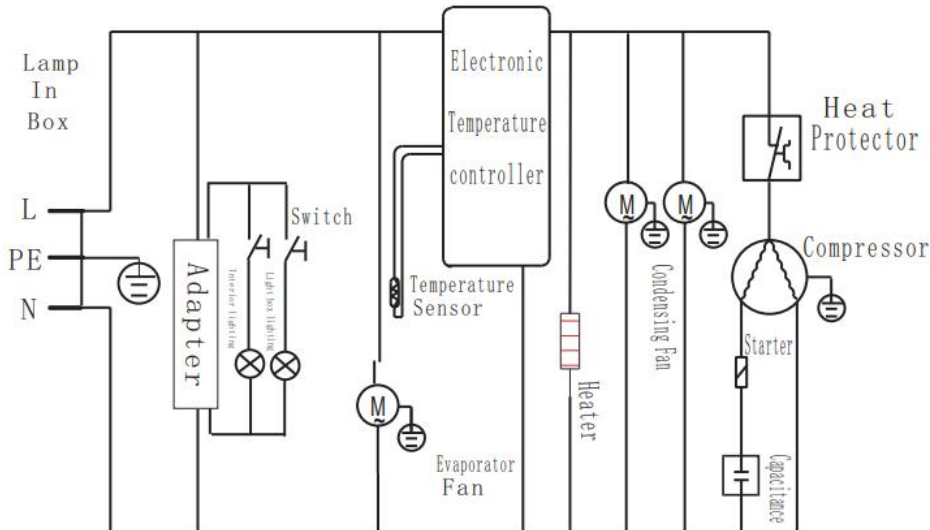 Lamp
In
Box
L
PE
N
Adapter
Switch
Interior lighting
Light box lighting
Temperature
Sensor
M
~
Evaporator
Fan
Electronic
Temperature
controller
Heater
M
~
M
~
Condensing Fan
Heat
Protector
Compressor
Starter
Capacitance